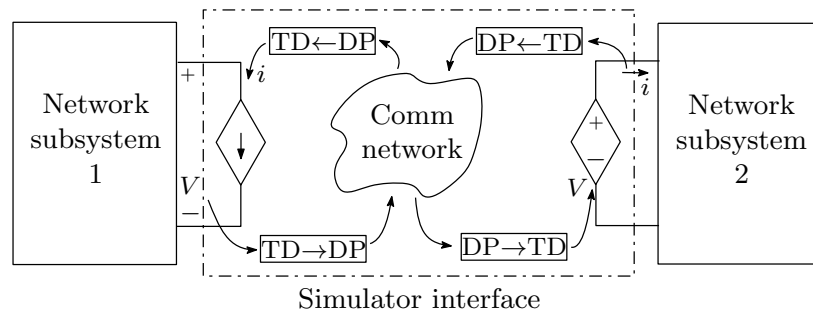 Network
subsystem
1
+
V
−
i
TD←DP
TD→DP
Comm
network
DP←TD
DP→TD
+
−
V
i
Network
subsystem
2
Simulator interface